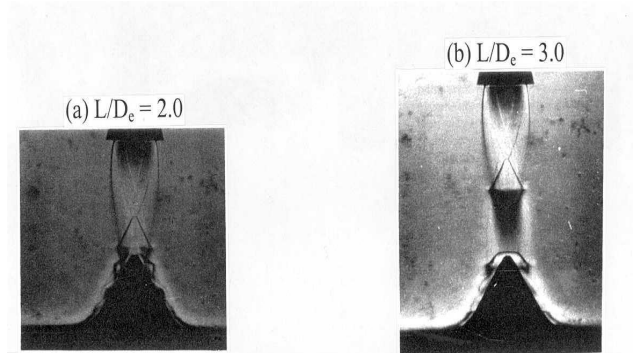 (a) L/Dₑ = 2.0
(b) L/Dₑ = 3.0